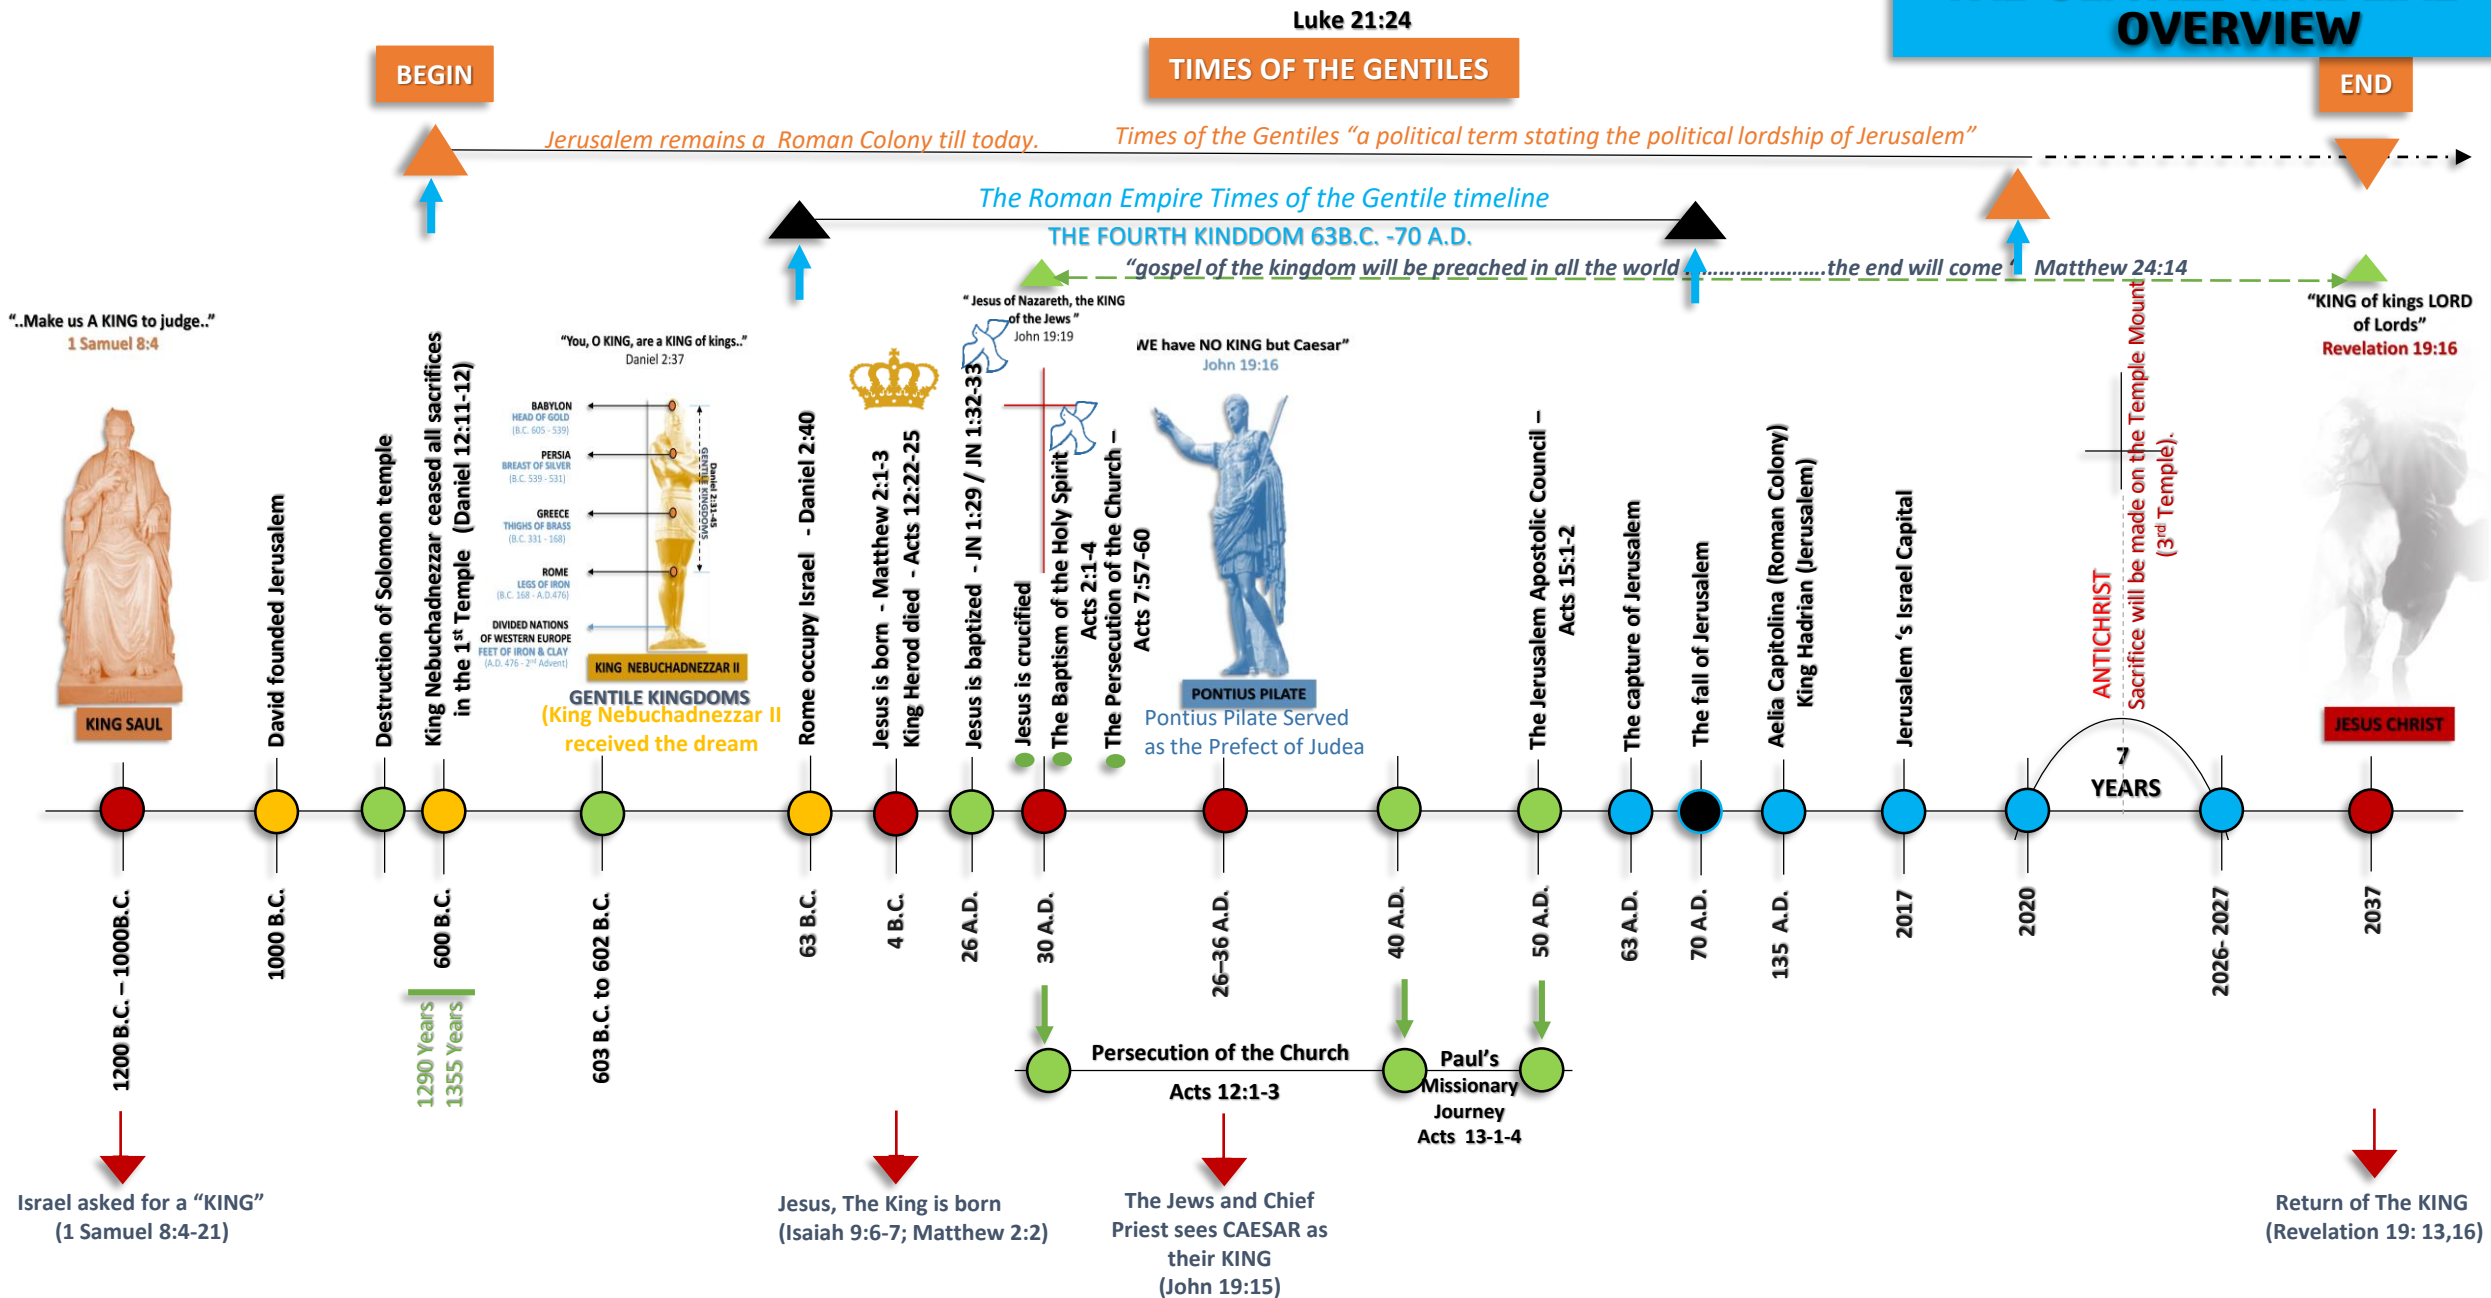 OVERVIEW
Luke 21:24
BEGIN
TIMES OF THE GENTILES
END
Jerusalem remains a Roman Colony till today.
Times of the Gentiles “a political term stating the political lordship of Jerusalem”
The Roman Empire Times of the Gentile timeline
THE FOURTH KINDDOM 63B.C. -70 A.D.
“gospel of the kingdom will be preached in all the world ……………………the end will come “ Matthew 24:14
“..Make us A KING to judge..”
1 Samuel 8:4
SAUL
KING SAUL
David founded Jerusalem
Destruction of Solomon temple
King Nebuchadnezzar ceased all sacrifices
in the 1st Temple (Daniel 12:11-12)
“You, O KING, are a KING of kings..”
Daniel 2:37
BABYLON
HEAD OF GOLD
(B.C. 605 - 539)
PERSIA
BREAST OF SILVER
(B.C. 539 - 531)
GREECE
THIGHS OF BRASS
(B.C. 331 - 168)
ROME
LEGS OF IRON
(B.C. 168 - A.D.476)
DIVIDED NATIONS
OF WESTERN EUROPE
FEET OF IRON & CLAY
(A.D. 476 - 2nd Advent)
Daniel 2:31-45
GENTILE KINGDOMS
KING NEBUCHADNEZZAR II
GENTILE KINGDOMS
(King Nebuchadnezzar II
received the dream
Rome occupy Israel - Daniel 2:40
Jesus is born - Matthew 2:1-3
King Herod died - Acts 12:22-25
Jesus is baptized - JN 1:29 / JN 1:32-33
“ Jesus of Nazareth, the KING
of the Jews ”
John 19:19
Jesus is crucified
The Baptism of the Holy Spirit –
Acts 2:1-4
The Persecution of the Church –
Acts 7:57-60
WE have NO KING but Caesar”
John 19:16
PONTIUS PILATE
Pontius Pilate Served
as the Prefect of Judea
The Jerusalem Apostolic Council –
Acts 15:1-2
The capture of Jerusalem
The fall of Jerusalem
Aelia Capitolina (Roman Colony)
King Hadrian (Jerusalem)
Jerusalem ‘s Israel Capital
ANTICHRIST
Sacrifice will be made on the Temple Mount
(3rd Temple).
7
YEARS
“KING of kings LORD
of Lords”
Revelation 19:16
JESUS CHRIST
1200 B.C. – 1000B.C.
1000 B.C.
600 B.C.
1290 Years
1355 Years
603 B.C. to 602 B.C.
63 B.C.
4 B.C.
26 A.D.
30 A.D.
26–36 A.D.
40 A.D.
50 A.D.
63 A.D.
70 A.D.
135 A.D.
2017
2020
2026- 2027
2037
Persecution of the Church
Acts 12:1-3
Paul’s
Missionary
Journey
Acts 13-1-4
Israel asked for a “KING”
(1 Samuel 8:4-21)
Jesus, The King is born
(Isaiah 9:6-7; Matthew 2:2)
The Jews and Chief
Priest sees CAESAR as
their KING
(John 19:15)
Return of The KING
(Revelation 19: 13,16)